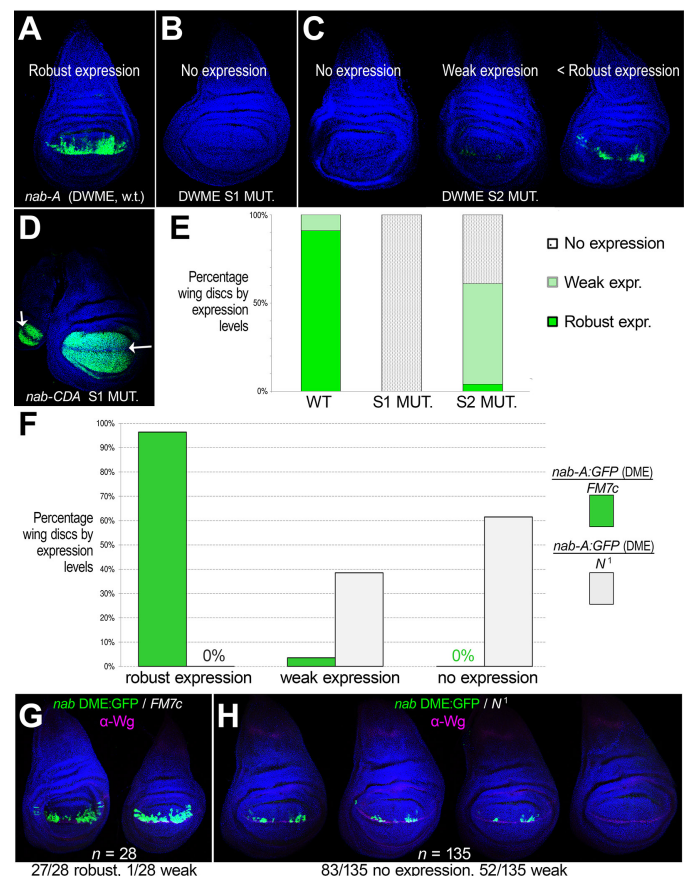 A
B
C
Robust expression
No expression
No expression
Weak expresion
< Robust expression
nab-A (DWME, w.t.)
DWME S1 MUT.
DWME S2 MUT.
D
nab-CDA S1 MUT.
E
Percentage
wing discs by
expression
levels
100%
50%
0%
WT
S1 MUT.
S2 MUT.
No expression
Weak expr.
Robust expr.
F
Percentage
wing discs by
expression
levels
100%
90%
80%
70%
60%
50%
40%
30%
20%
10%
0%
0%
0%
robust expression
weak expression
no expression
nab-A:GFP (DME)
FM7c
nab-A:GFP (DME)
N 1
G
nab DME:GFP / FM7c
α-Wg
n = 28
27/28 robust. 1/28 weak
H
nab DME:GFP / N 1
α-Wg
n = 135
83/135 no expression. 52/135 weak